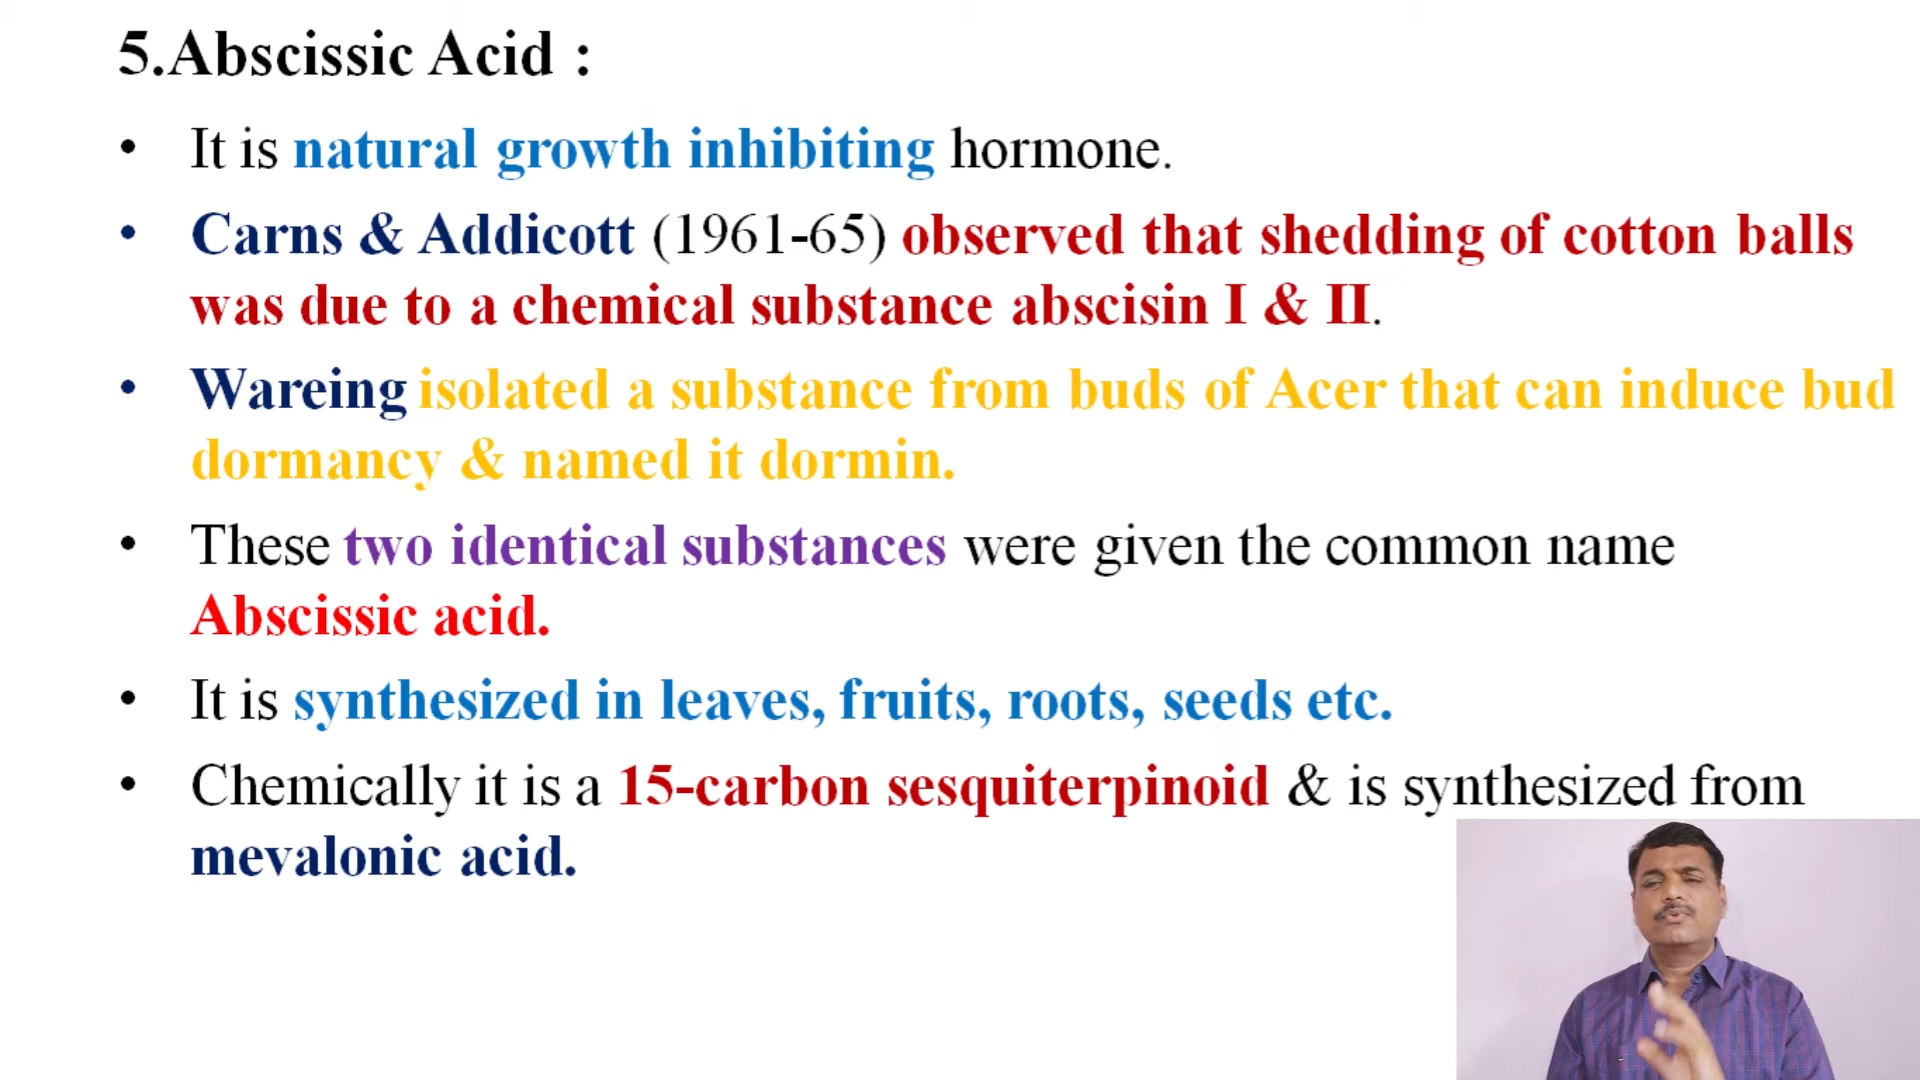 5.Abscissic Acid :
• It is natural growth inhibiting hormone.
• Carns & Addicott (1961-65) observed that shedding of cotton balls
was due to a chemical substance abscisin I & II.
• Wareing isolated a substance from buds of Acer that can induce bud
dormancy & named it dormin.
• These two identical substances were given the common name
Abscissic acid.
• It is synthesized in leaves, fruits, roots, seeds etc.
• Chemically it is a 15-carbon sesquiterpinoid & is synthesized from
mevalonic acid.